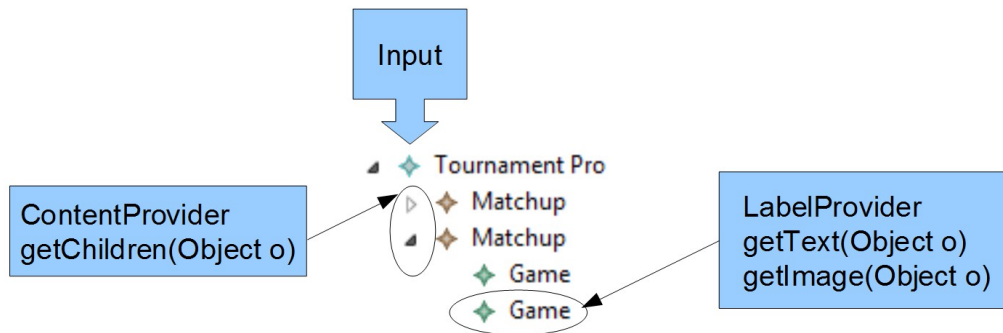 Input
Tournament Pro
ContentProvider
getChildren(Object o)
Matchup
Matchup
Game
Game
LabelProvider
getText(Object o)
getImage(Object o)